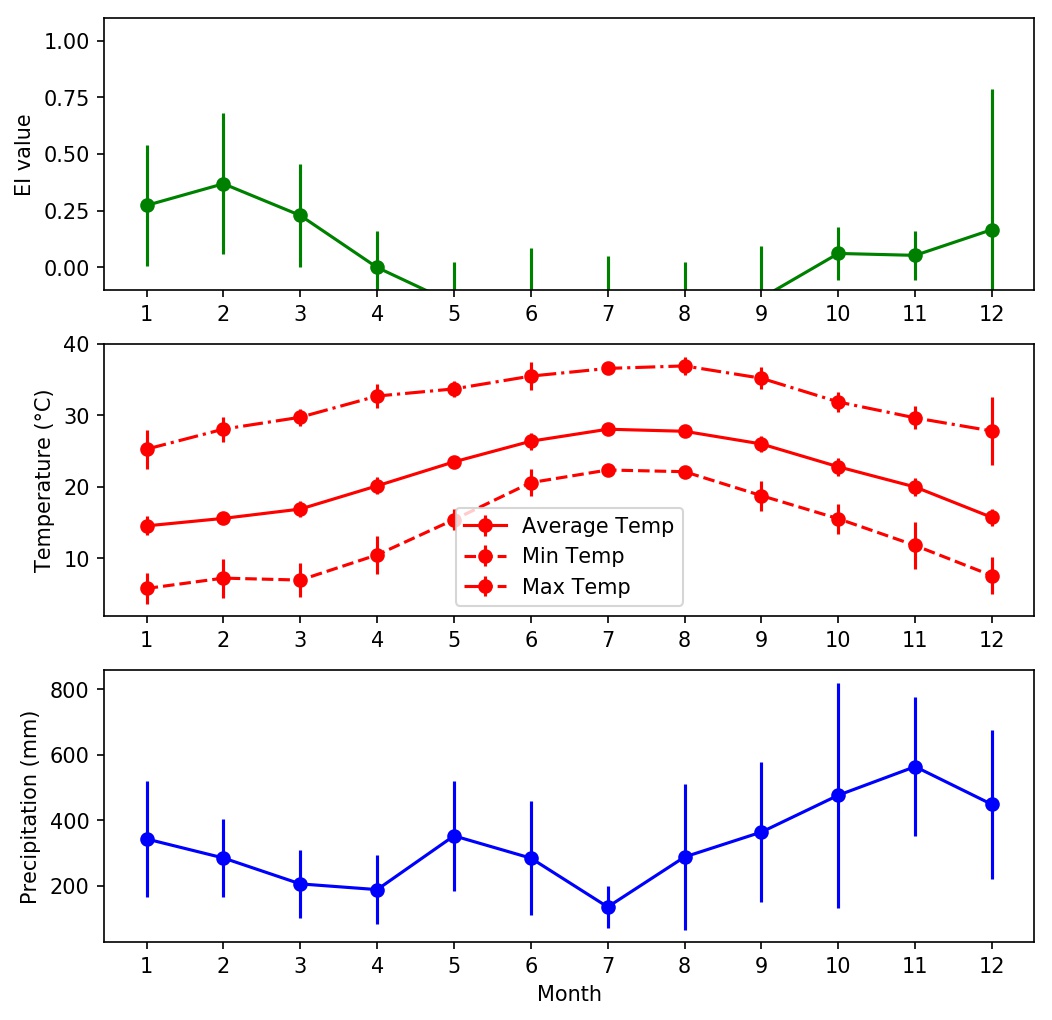 EI value
1.00
0.75
0.50
0.25
0.00
1 2 3 4 5 6 7 8 9 10 11 12
Temperature (°C)
40
30
20
10
Average Temp
Min Temp
Max Temp
1 2 3 4 5 6 7 8 9 10 11 12
Precipitation (mm)
800
600
400
200
1 2 3 4 5 6 7 8 9 10 11 12
Month